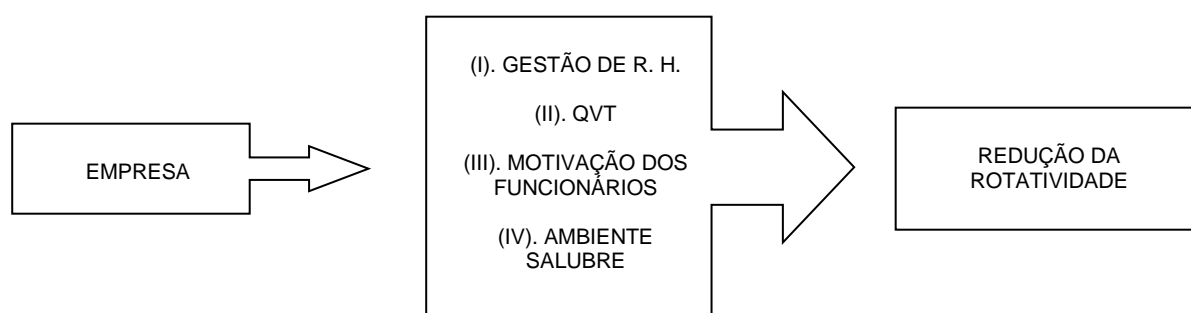 EMPRESA
(I). GESTÃO DE R. H.
(II). QVT
(III). MOTIVAÇÃO DOS
FUNCIONÁRIOS
(IV). AMBIENTE
SALUBRE
REDUÇÃO DA
ROTATIVIDADE